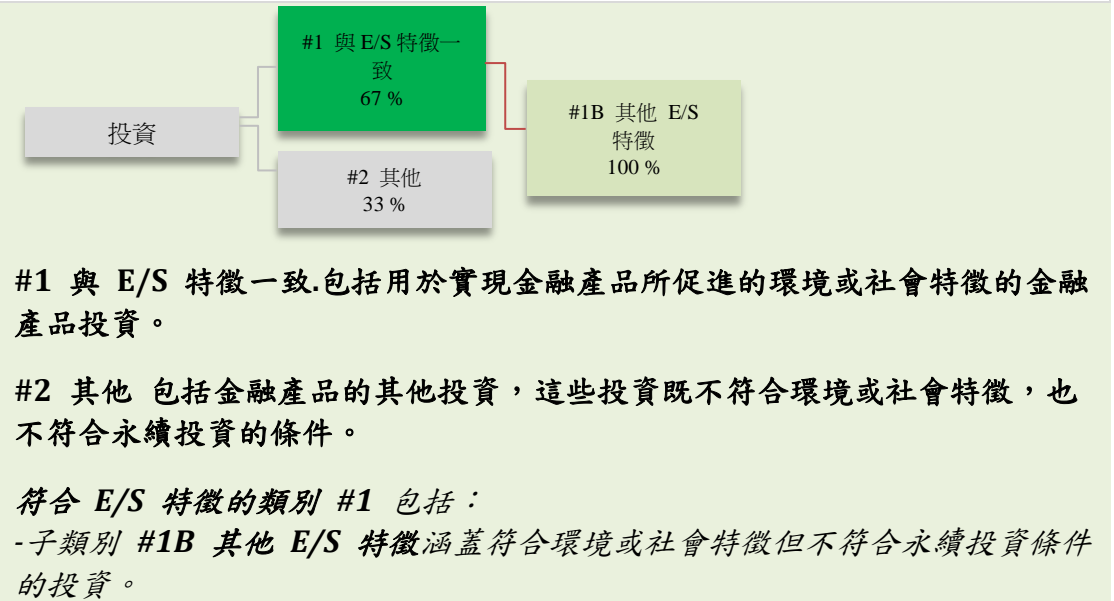 #1 與 E/S 特徵一
致
67 %
投資
#1B 其他 E/S
特徵
100 %
#2 其他
33 %
#1 與 E/S 特徵一致.包括用於實現金融產品所促進的環境或社會特徵的金融
產品投資。
#2 其他 包括金融產品的其他投資，這些投資既不符合環境或社會特徵，也
不符合永續投資的條件。
符合 E/S 特徵的類別 #1 包括：
-子類別 #1B 其他 E/S 特徵涵蓋符合環境或社會特徵但不符合永續投資條件
的投資。